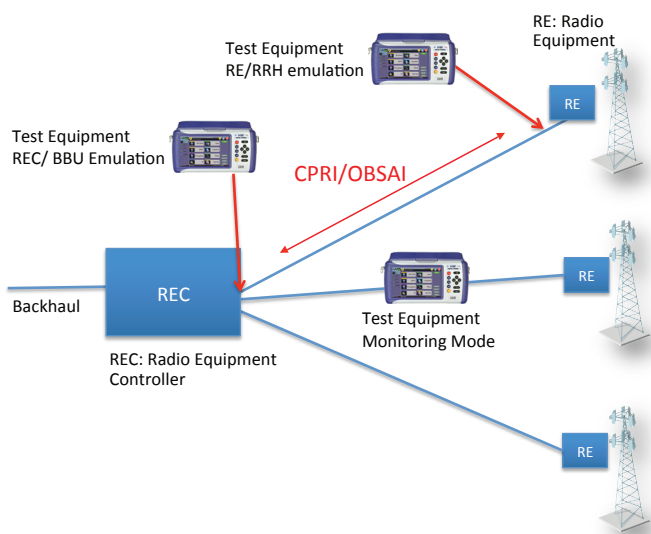 Test Equipment
RE/RRH emulation
RE: Radio
Equipment
RE
Test Equipment
REC/ BBU Emulation
CPRI/OBSAI
REC
RE
Backhaul
Test Equipment
Monitoring Mode
REC: Radio Equipment
Controller
RE